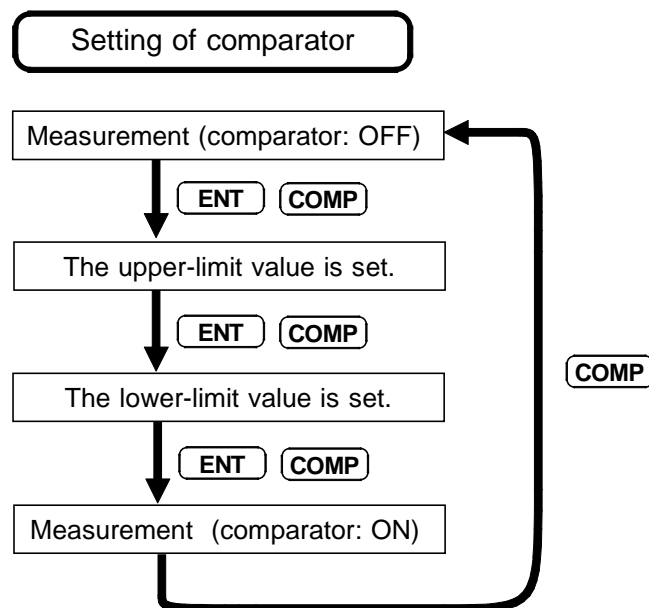 Setting of comparator
Measurement (comparator: OFF)
ENT COMP
The upper-limit value is set.
ENT COMP
The lower-limit value is set.
COMP
ENT COMP
Measurement (comparator: ON)